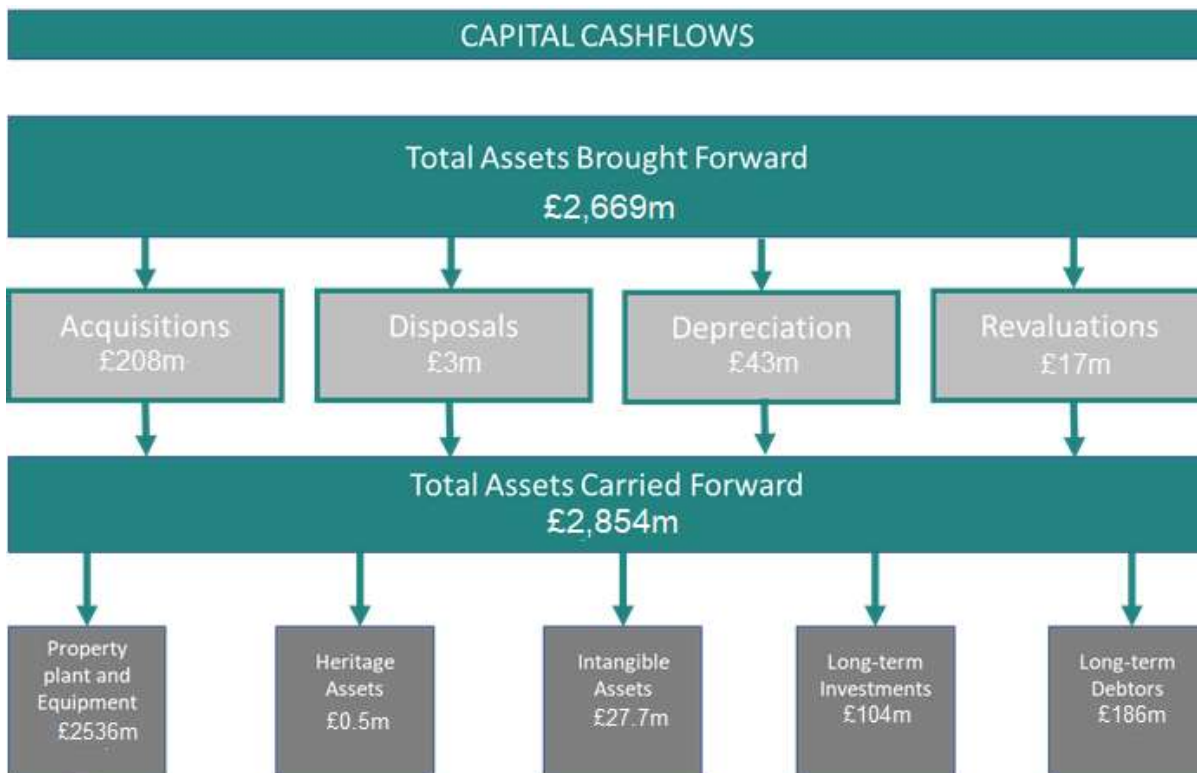 CAPITAL CASHFLOWS
Total Assets Brought Forward
£2,669m
Acquisitions
£208m
Disposals
£3m
Depreciation
£43m
Revaluations
£17m
Total Assets Carried Forward
£2,854m
Property
plant and
Equipment
£2536m
Heritage
Assets
£0.5m
Intangible
Assets
£27.7m
Long-term
Investments
£104m
Long-term
Debtors
£186m